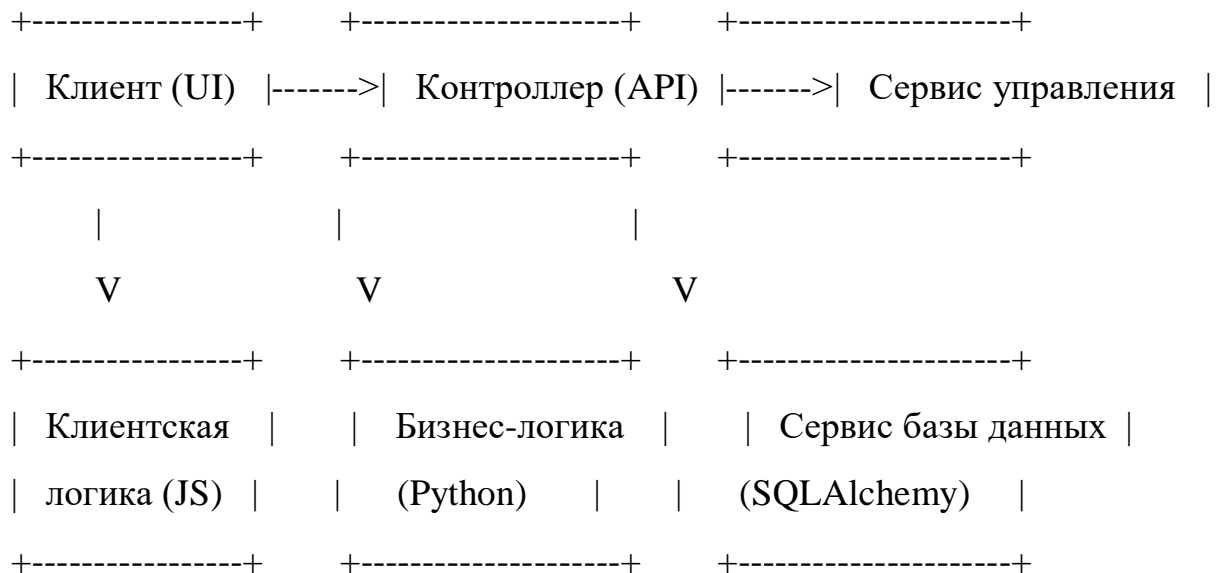 +-----------------+ +---------------------+ +----------------------+
| Клиент (UI) |------->| Контроллер (API) |------->| Сервис управления |
+-----------------+ +---------------------+ +----------------------+
| | |
V V V
+-----------------+ +---------------------+ +----------------------+
| Клиентская | | Бизнес-логика | | Сервис базы данных |
| логика (JS) | | (Python) | | (SQLAlchemy) |
+-----------------+ +---------------------+ +----------------------+